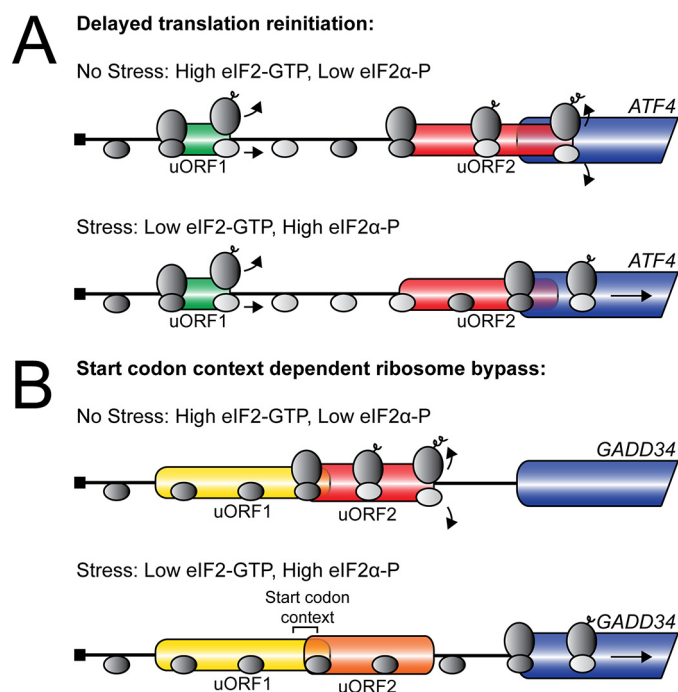 A
Delayed translation reinitiation:
No Stress: High eIF2-GTP, Low eIF2α-P
ATF4
uORF1
uORF2
Stress: Low eIF2-GTP, High eIF2α-P
ATF4
uORF1
uORF2
B
Start codon context dependent ribosome bypass:
No Stress: High eIF2-GTP, Low eIF2α-P
GADD34
uORF1
uORF2
Stress: Low eIF2-GTP, High eIF2α-P
Start codon
context
GADD34
uORF1
uORF2